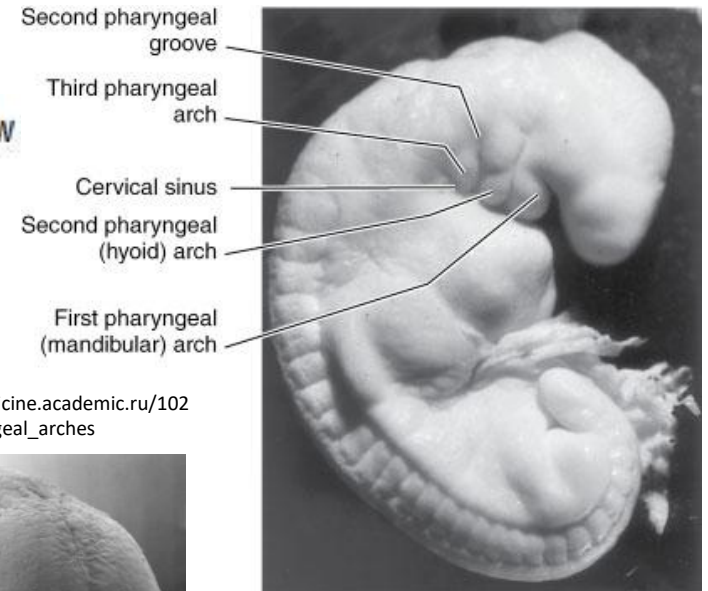 Second pharyngeal
groove
Third pharyngeal
arch
Cervical sinus
Second pharyngeal
(hyoid) arch
First pharyngeal
(mandibular) arch
cine.academic.ru/102
geal_arches